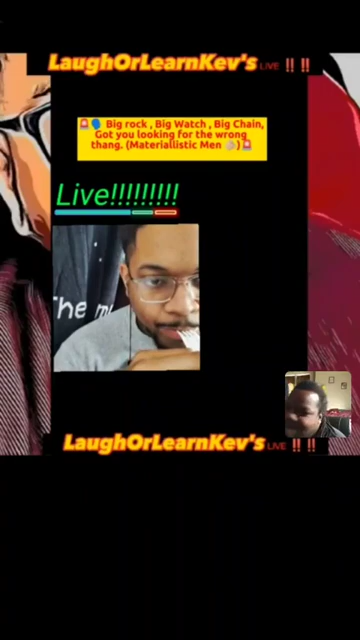 LaughOrLearnKev's LIVE ‼️ ‼️
🚨🗣️ Big rock , Big Watch , Big Chain,
Got you looking for the wrong
thang. (Materiallistic Men )🚨
Live!!!!!!!!!
The
LaughOrLearnKev's LIVE ‼️ ‼️